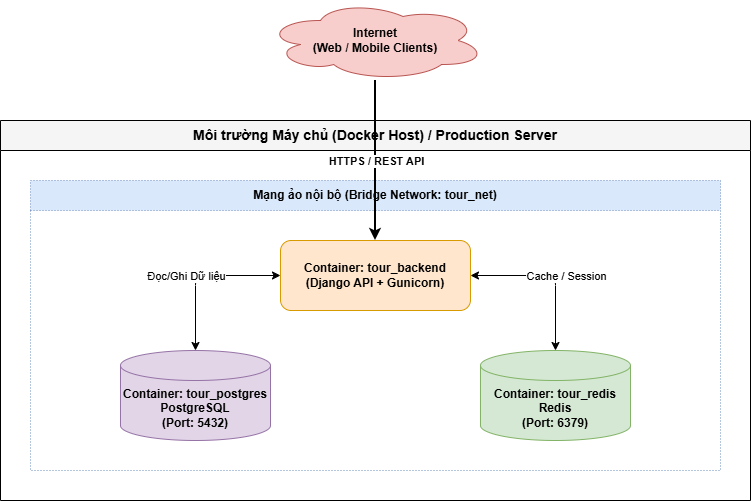 Internet
(Web / Mobile Clients)
Môi trường Máy chủ (Docker Host) / Production Server
HTTPS / REST API
Mạng ảo nội bộ (Bridge Network: tour_net)
Container: tour_backend
(Django API + Gunicorn)
Đọc/Ghi Dữ liệu
Cache / Session
Container: tour_postgres
PostgreSQL
(Port: 5432)
Container: tour_redis
Redis
(Port: 6379)